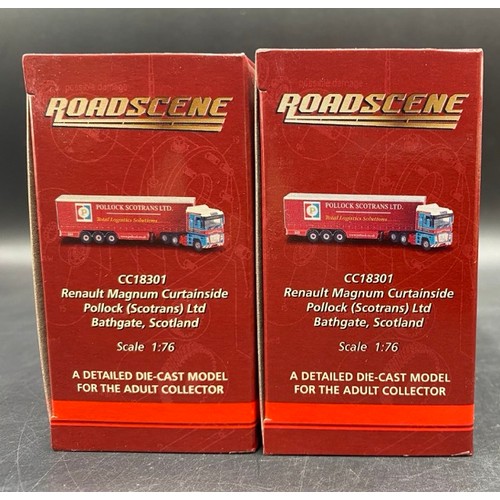 ROADSCENE
POLLOCK SCOTRANS LTD.
Total Logistics Solutions...
P
CC18301
Renault Magnum Curtainside
Pollock (Scotrans) Ltd
Bathgate, Scotland
Scale 1:76
A DETAILED DIE-CAST MODEL
FOR THE ADULT COLLECTOR
ROADSCENE
POLLOCK SCOTRANS LTD.
Total Logistics Solutions...
P
CC18301
Renault Magnum Curtainside
Pollock (Scotrans) Ltd
Bathgate, Scotland
Scale 1:76
A DETAILED DIE-CAST MODEL
FOR THE ADULT COLLECTOR